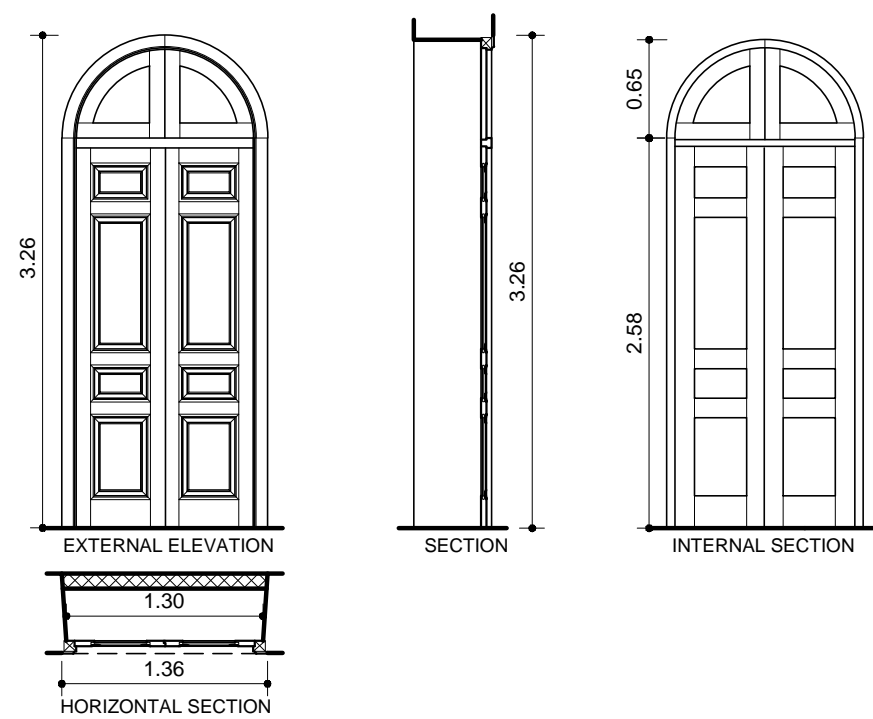 3.26
EXTERNAL ELEVATION
3.26
SECTION
0.65
2.58
INTERNAL SECTION
1.30
1.36
HORIZONTAL SECTION